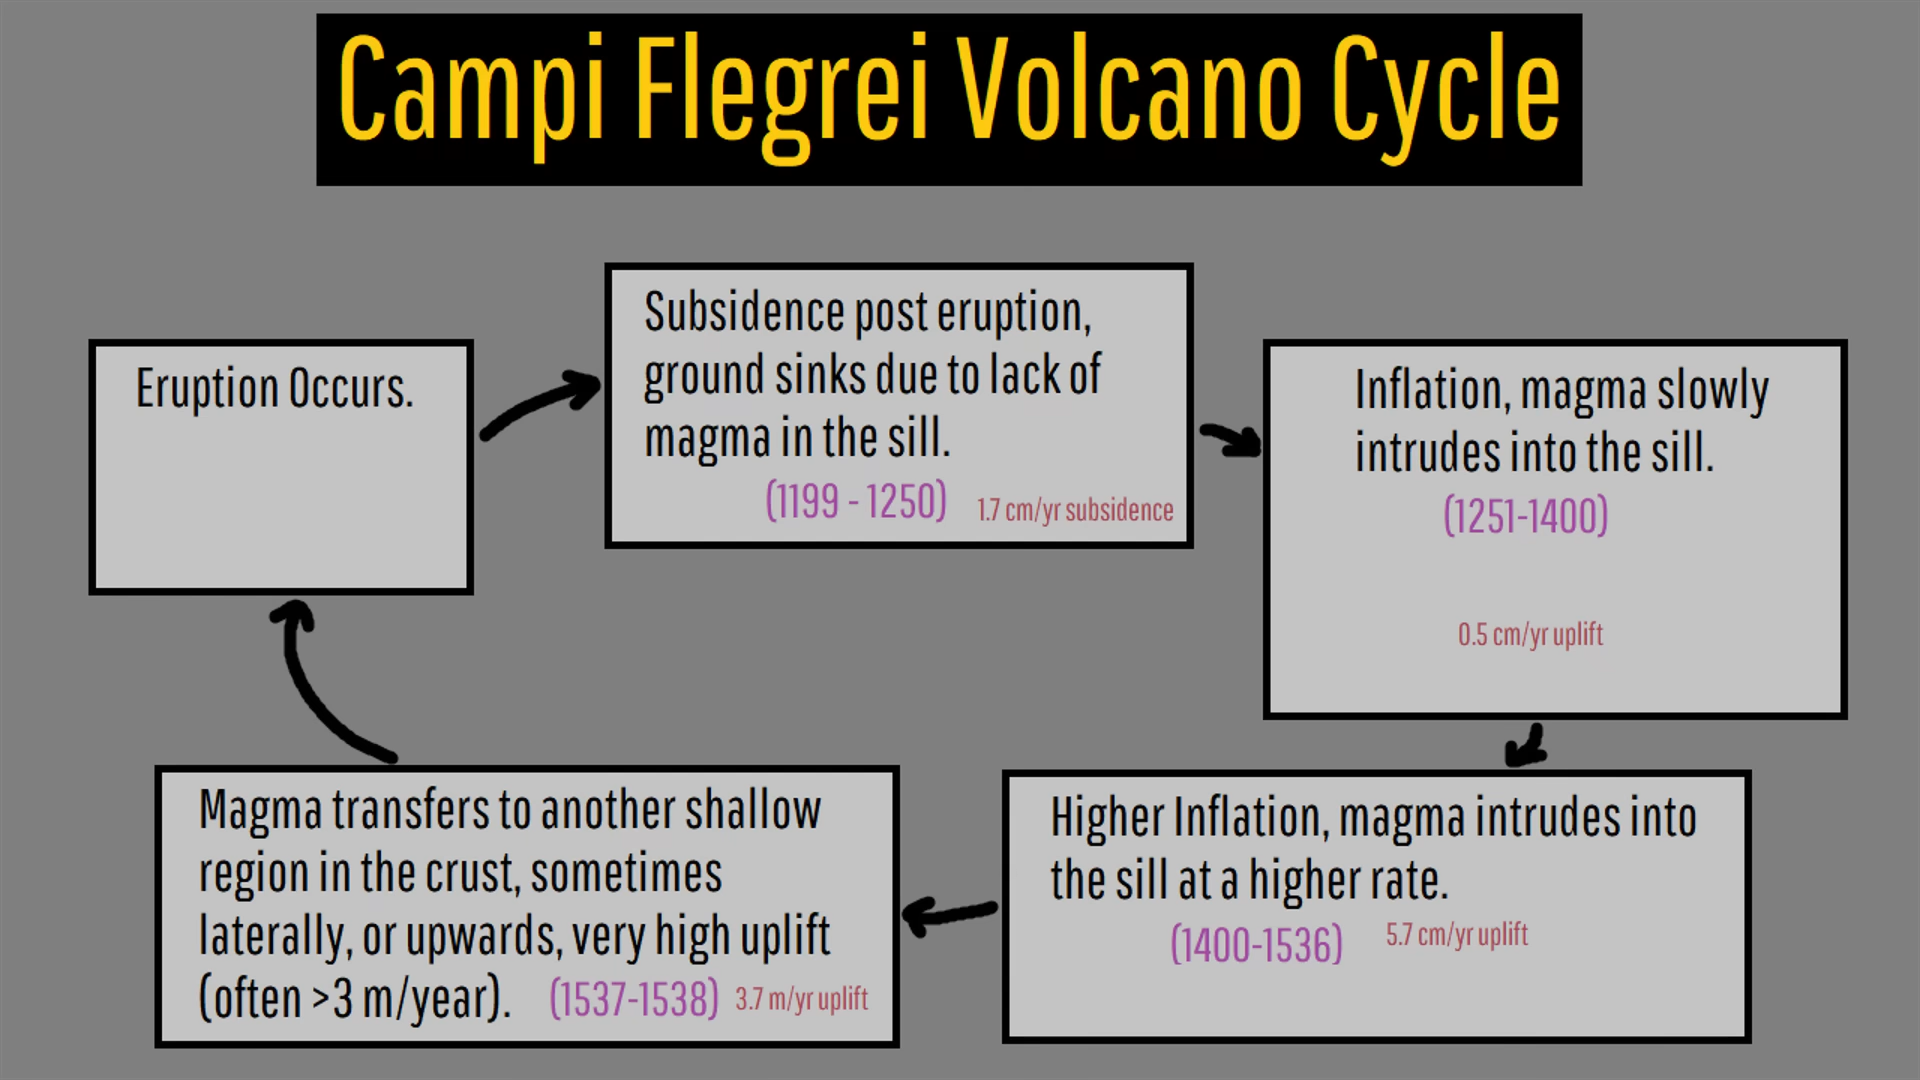 Campi Flegrei Volcano Cycle
Eruption Occurs.
Subsidence post eruption,
ground sinks due to lack of
magma in the sill.
(1199 - 1250) 1.7 cm/yr subsidence
Inflation, magma slowly
intrudes into the sill.
(1251-1400)
0.5 cm/yr uplift
Higher Inflation, magma intrudes into
the sill at a higher rate.
(1400-1536) 5.7 cm/yr uplift
Magma transfers to another shallow
region in the crust, sometimes
laterally, or upwards, very high uplift
(often >3 m/year). (1537-1538) 3.7 m/yr uplift